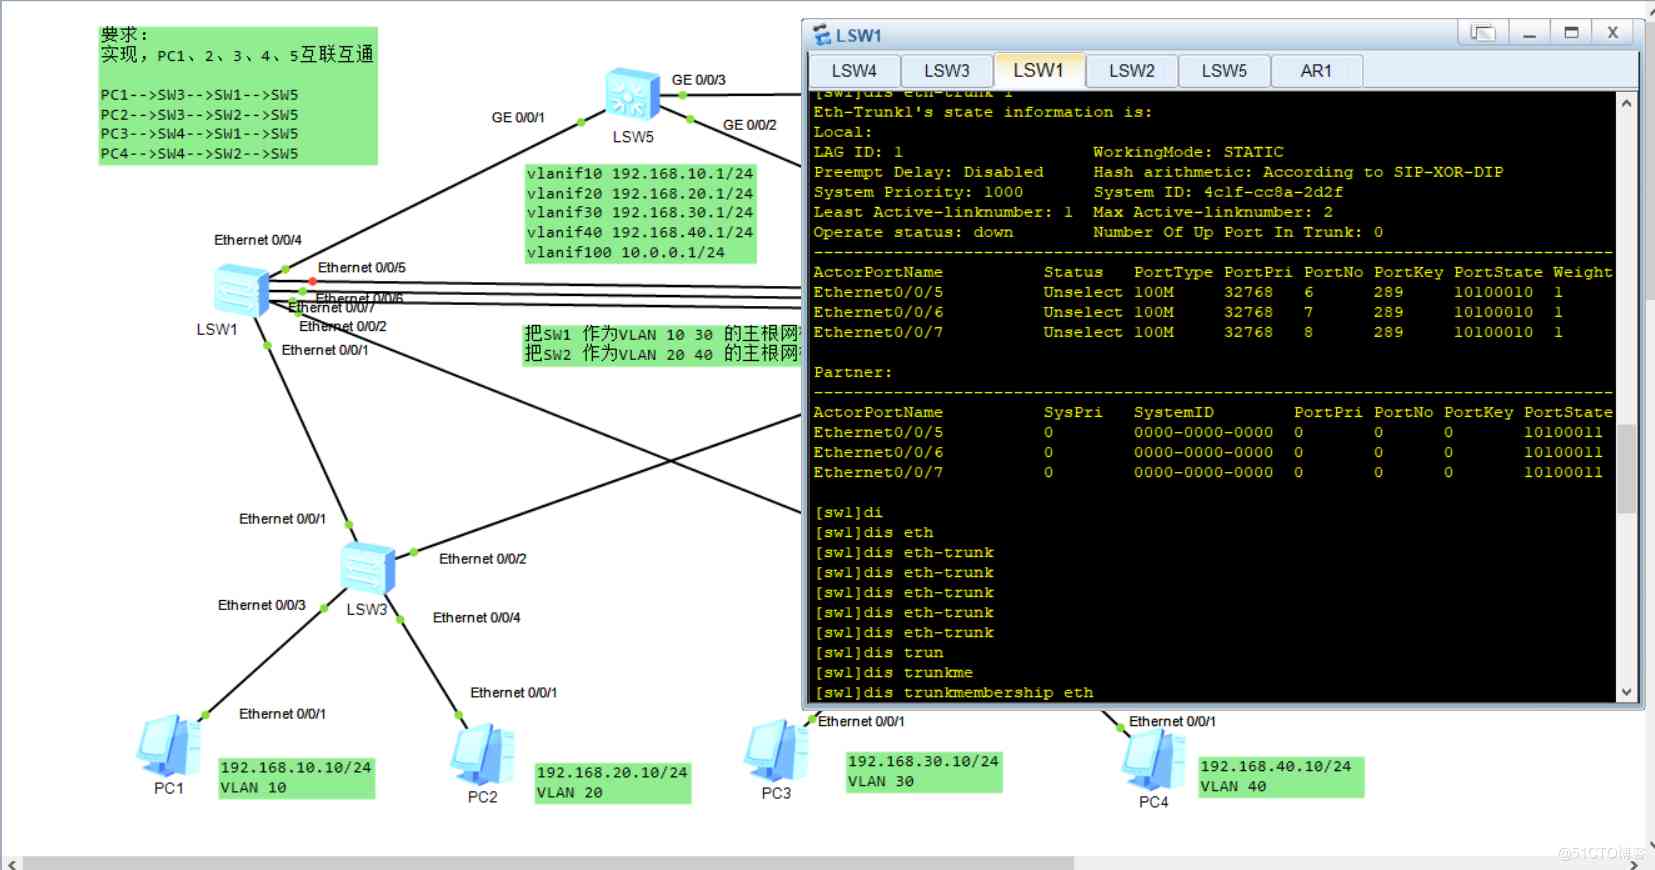 要求：
实现，PC1、2、3、4、5互联互通
PC1-->SW3-->SW1-->SW5
PC2-->SW3-->SW2-->SW5
PC3-->SW4-->SW1-->SW5
PC4-->SW4-->SW2-->SW5
GE 0/0/3
GE 0/0/1
GE 0/0/2
LSW5
vlanif10 192.168.10.1/24
vlanif20 192.168.20.1/24
vlanif30 192.168.30.1/24
vlanif40 192.168.40.1/24
vlanif100 10.0.0.1/24
Ethernet 0/0/4
Ethernet 0/0/5
Ethernet 0/0/6
Ethernet 0/0/7
Ethernet 0/0/2
LSW1
Ethernet 0/0/1
把SW1 作为VLAN 10 30 的主根网
把SW2 作为VLAN 20 40 的主根网
Ethernet 0/0/1
Ethernet 0/0/2
LSW3
Ethernet 0/0/3
Ethernet 0/0/4
Ethernet 0/0/1
Ethernet 0/0/1
PC1
192.168.10.10/24
VLAN 10
PC2
192.168.20.10/24
VLAN 20
Ethernet 0/0/1
PC3
192.168.30.10/24
VLAN 30
Ethernet 0/0/1
PC4
192.168.40.10/24
VLAN 40
LSW1
LSW4 LSW3 LSW1 LSW2 LSW5 AR1
[sw1]dis eth-trunk 1
Eth-Trunk1's state information is:
Local:
LAG ID: 1 WorkingMode: STATIC
Preempt Delay: Disabled Hash arithmetic: According to SIP-XOR-DIP
System Priority: 1000 System ID: 4c1f-cc8a-2d2f
Least Active-linknumber: 1 Max Active-linknumber: 2
Operate status: down Number Of Up Port In Trunk: 0
--------------------------------------------------------------------------------
ActorPortName Status PortType PortPri PortNo PortKey PortState Weight
Ethernet0/0/5 Unselect 100M 32768 6 289 10100010 1
Ethernet0/0/6 Unselect 100M 32768 7 289 10100010 1
Ethernet0/0/7 Unselect 100M 32768 8 289 10100010 1
Partner:
--------------------------------------------------------------------------------
ActorPortName SysPri SystemID PortPri PortNo PortKey PortState
Ethernet0/0/5 0 0000-0000-0000 0 0 0 10100011
Ethernet0/0/6 0 0000-0000-0000 0 0 0 10100011
Ethernet0/0/7 0 0000-0000-0000 0 0 0 10100011
[sw1]di
[sw1]dis eth
[sw1]dis eth-trunk
[sw1]dis eth-trunk
[sw1]dis eth-trunk
[sw1]dis eth-trunk
[sw1]dis eth-trunk
[sw1]dis trun
[sw1]dis trunkme
[sw1]dis trunkmembership eth
@51CTO博客